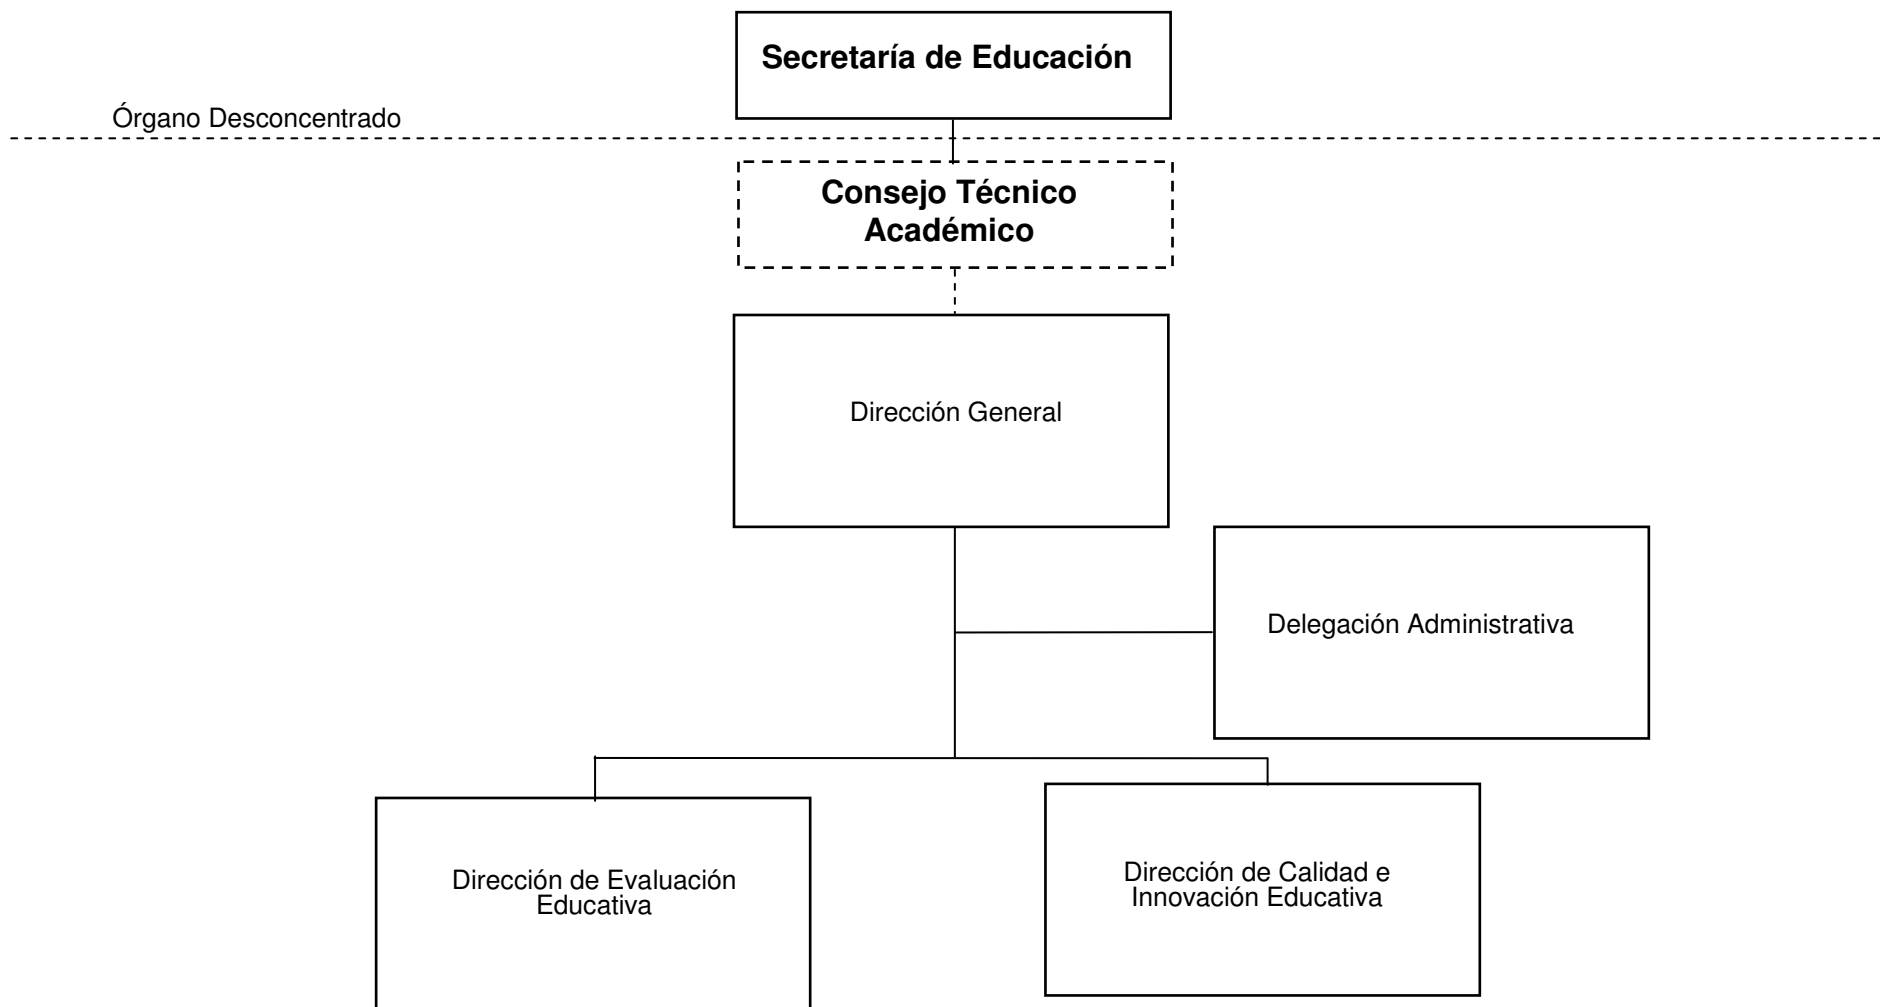 Secretaría de Educación
Órgano Desconcentrado
Consejo Técnico
Académico
Dirección General
Delegación Administrativa
Dirección de Evaluación
Educativa
Dirección de Calidad e
Innovación Educativa